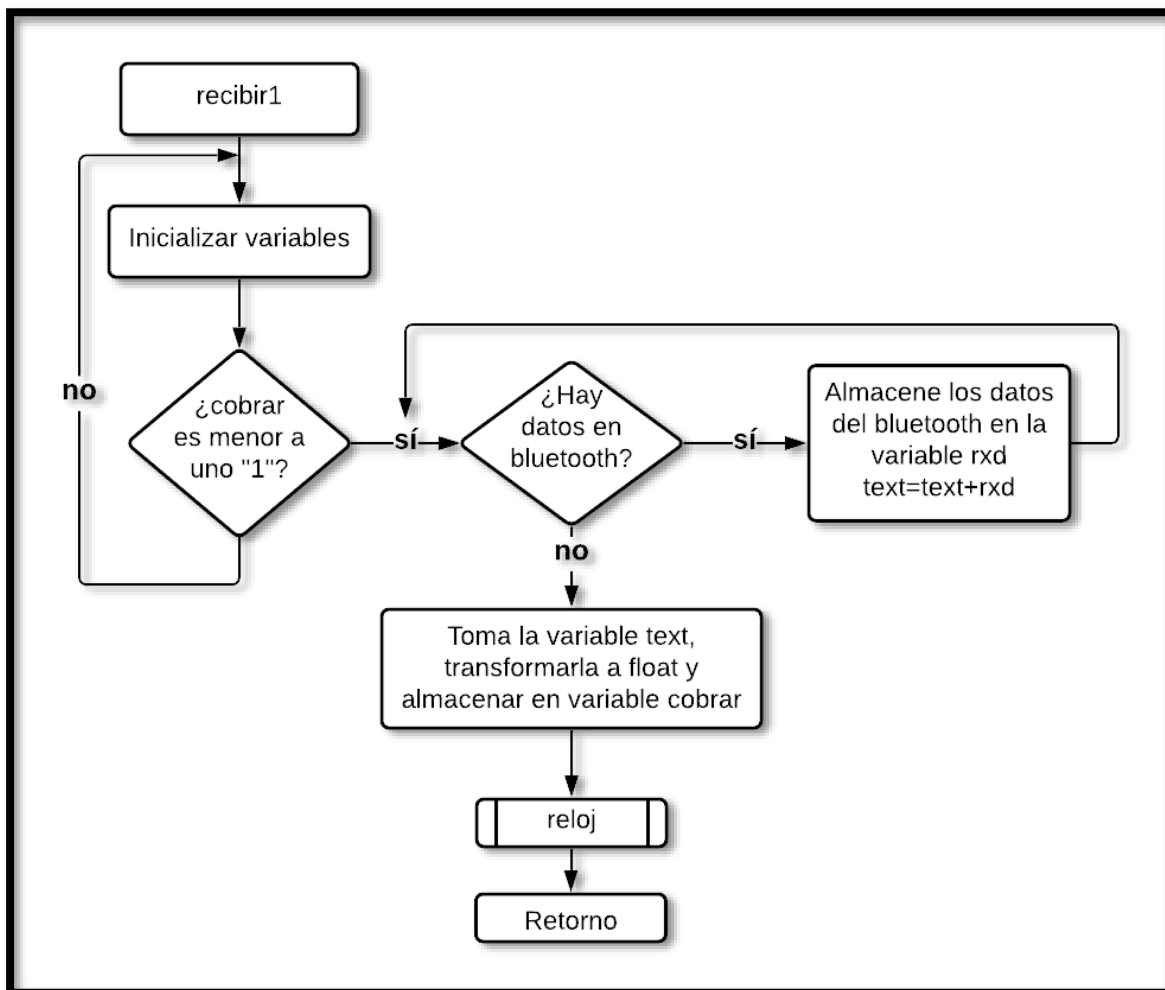 recibir1
Inicializar variables
no
¿cobrar
es menor a
uno "1"?
sí
¿Hay
datos en
bluetooth?
sí
Almacene los datos
del bluetooth en la
variable rxd
text=text+rxd
no
Toma la variable text,
transformarla a float y
almacenar en variable cobrar
reloj
Retorno